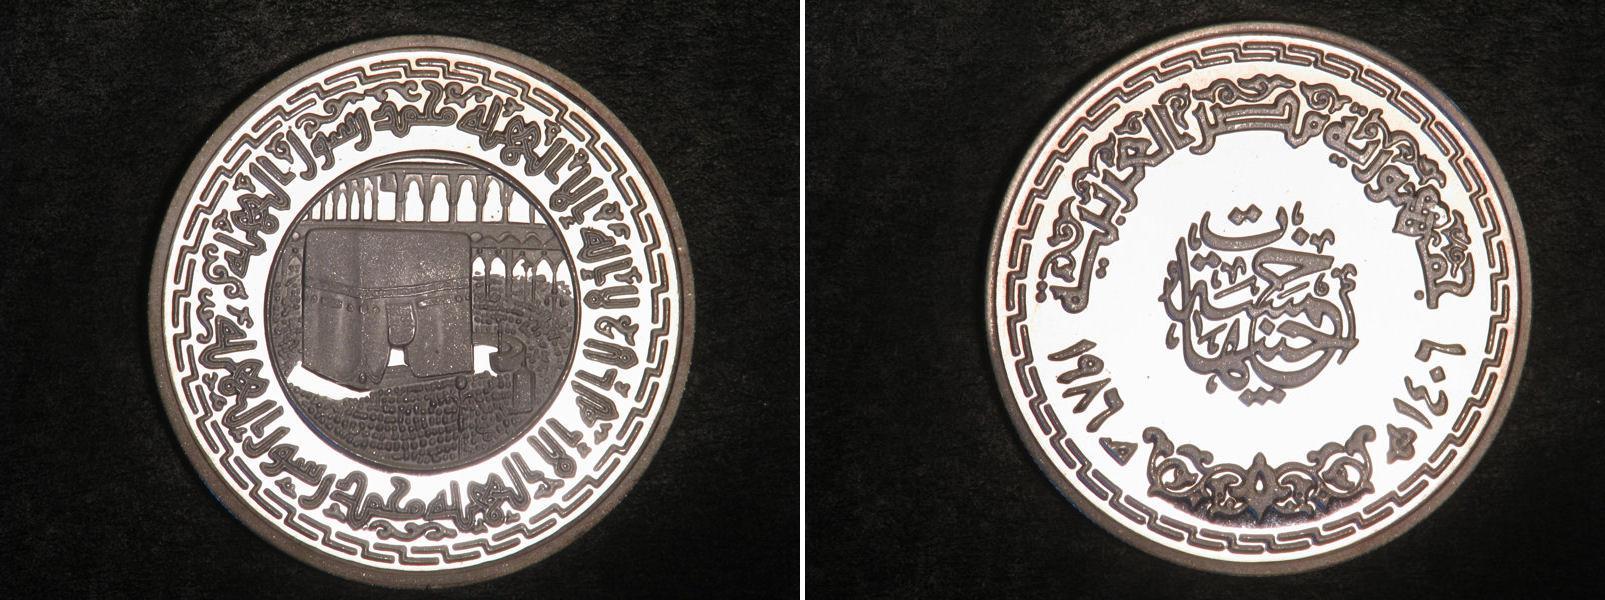 لا إله إلا الله محمد رسول الله
لا إله إلا الله محمد رسول الله
جمهورية مصر العربية
خمسة جنيهات
١٤٠٦ هـ
١٩٨٦ م